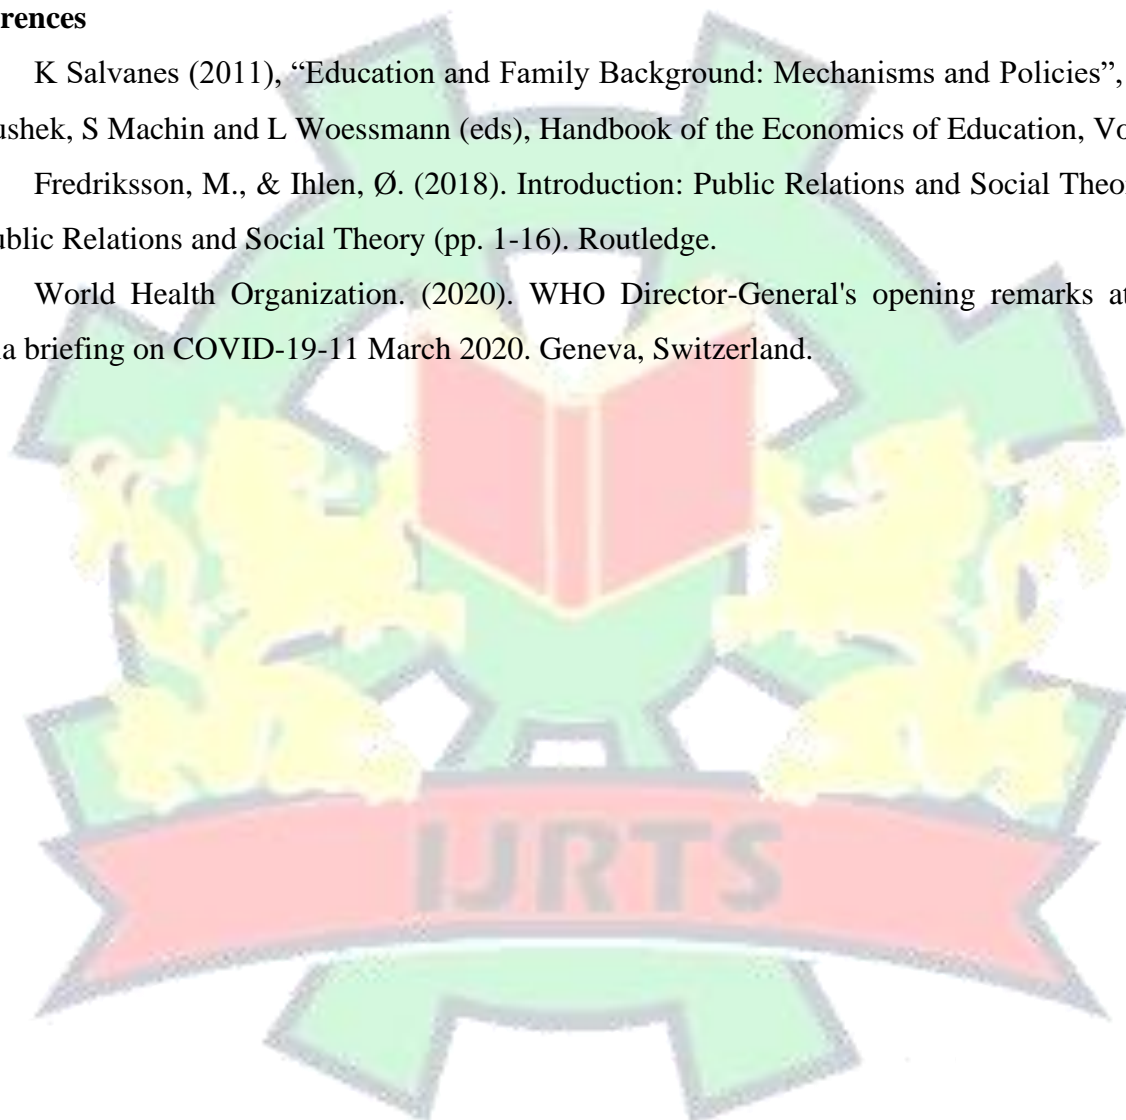 rences
K Salvanes (2011), “Education and Family Background: Mechanisms and Policies”,
ushek, S Machin and L Woessmann (eds), Handbook of the Economics of Education, Vo
Fredriksson, M., & Ihlen, Ø. (2018). Introduction: Public Relations and Social Theo
ublic Relations and Social Theory (pp. 1-16). Routledge.
World Health Organization. (2020). WHO Director-General's opening remarks at
ia briefing on COVID-19-11 March 2020. Geneva, Switzerland.
IJRTS